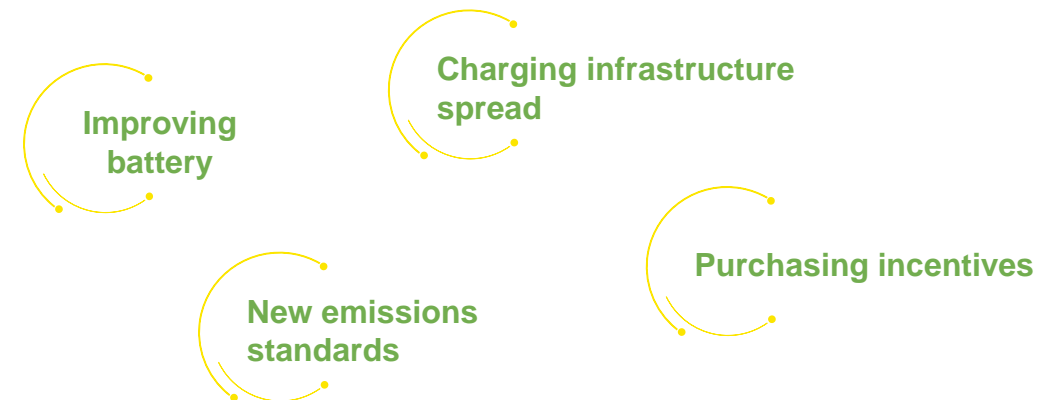 Improving
battery
Charging infrastructure
spread
New emissions
standards
Purchasing incentives